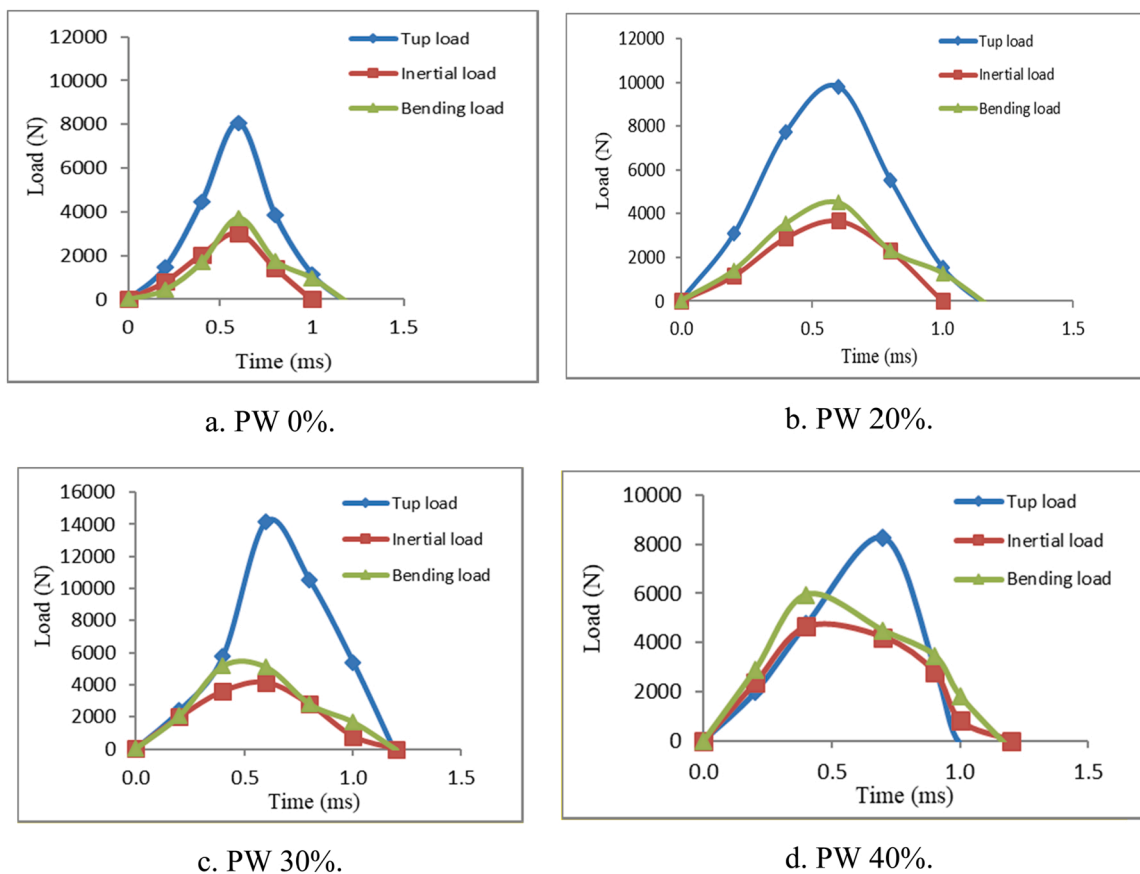 12000
10000
8000
6000
4000
2000
0
0
0.5
1
1.5
Load (N)
Time (ms)
Tup load
Inertial load
Bending load
a. PW 0%.
12000
10000
8000
6000
4000
2000
0
0.0
0.5
1.0
1.5
Load (N)
Time (ms)
Tup load
Inertial load
Bending load
b. PW 20%.
16000
14000
12000
10000
8000
6000
4000
2000
0
0.0
0.5
1.0
1.5
Load (N)
Time (ms)
Tup load
Inertial load
Bending load
c. PW 30%.
10000
8000
6000
4000
2000
0
0.0
0.5
1.0
1.5
Load (N)
Time (ms)
Tup load
Inertial load
Bending load
d. PW 40%.